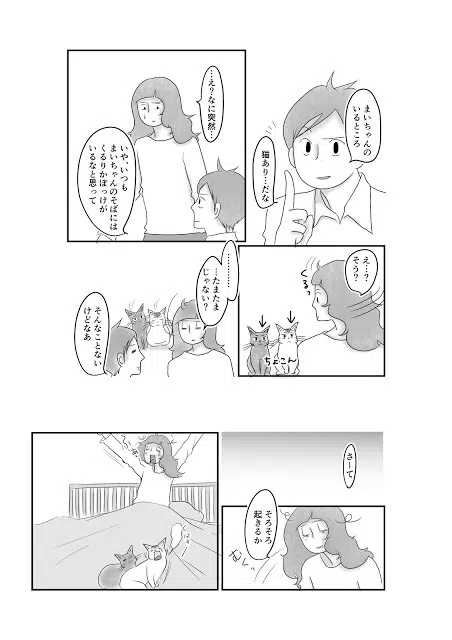 まいちゃんの
いるところ
猫あり…だな
…え?なに突然…
いや、いつも
まいちゃんのそばには
くるりかぽっけが
いるなと思って
え…?
そう?
くるっ
ちょこん
…たまたま
じゃない?
そんなことない
けどなあ
さーて
そろそろ
起きるか
むくっ
くはぁ